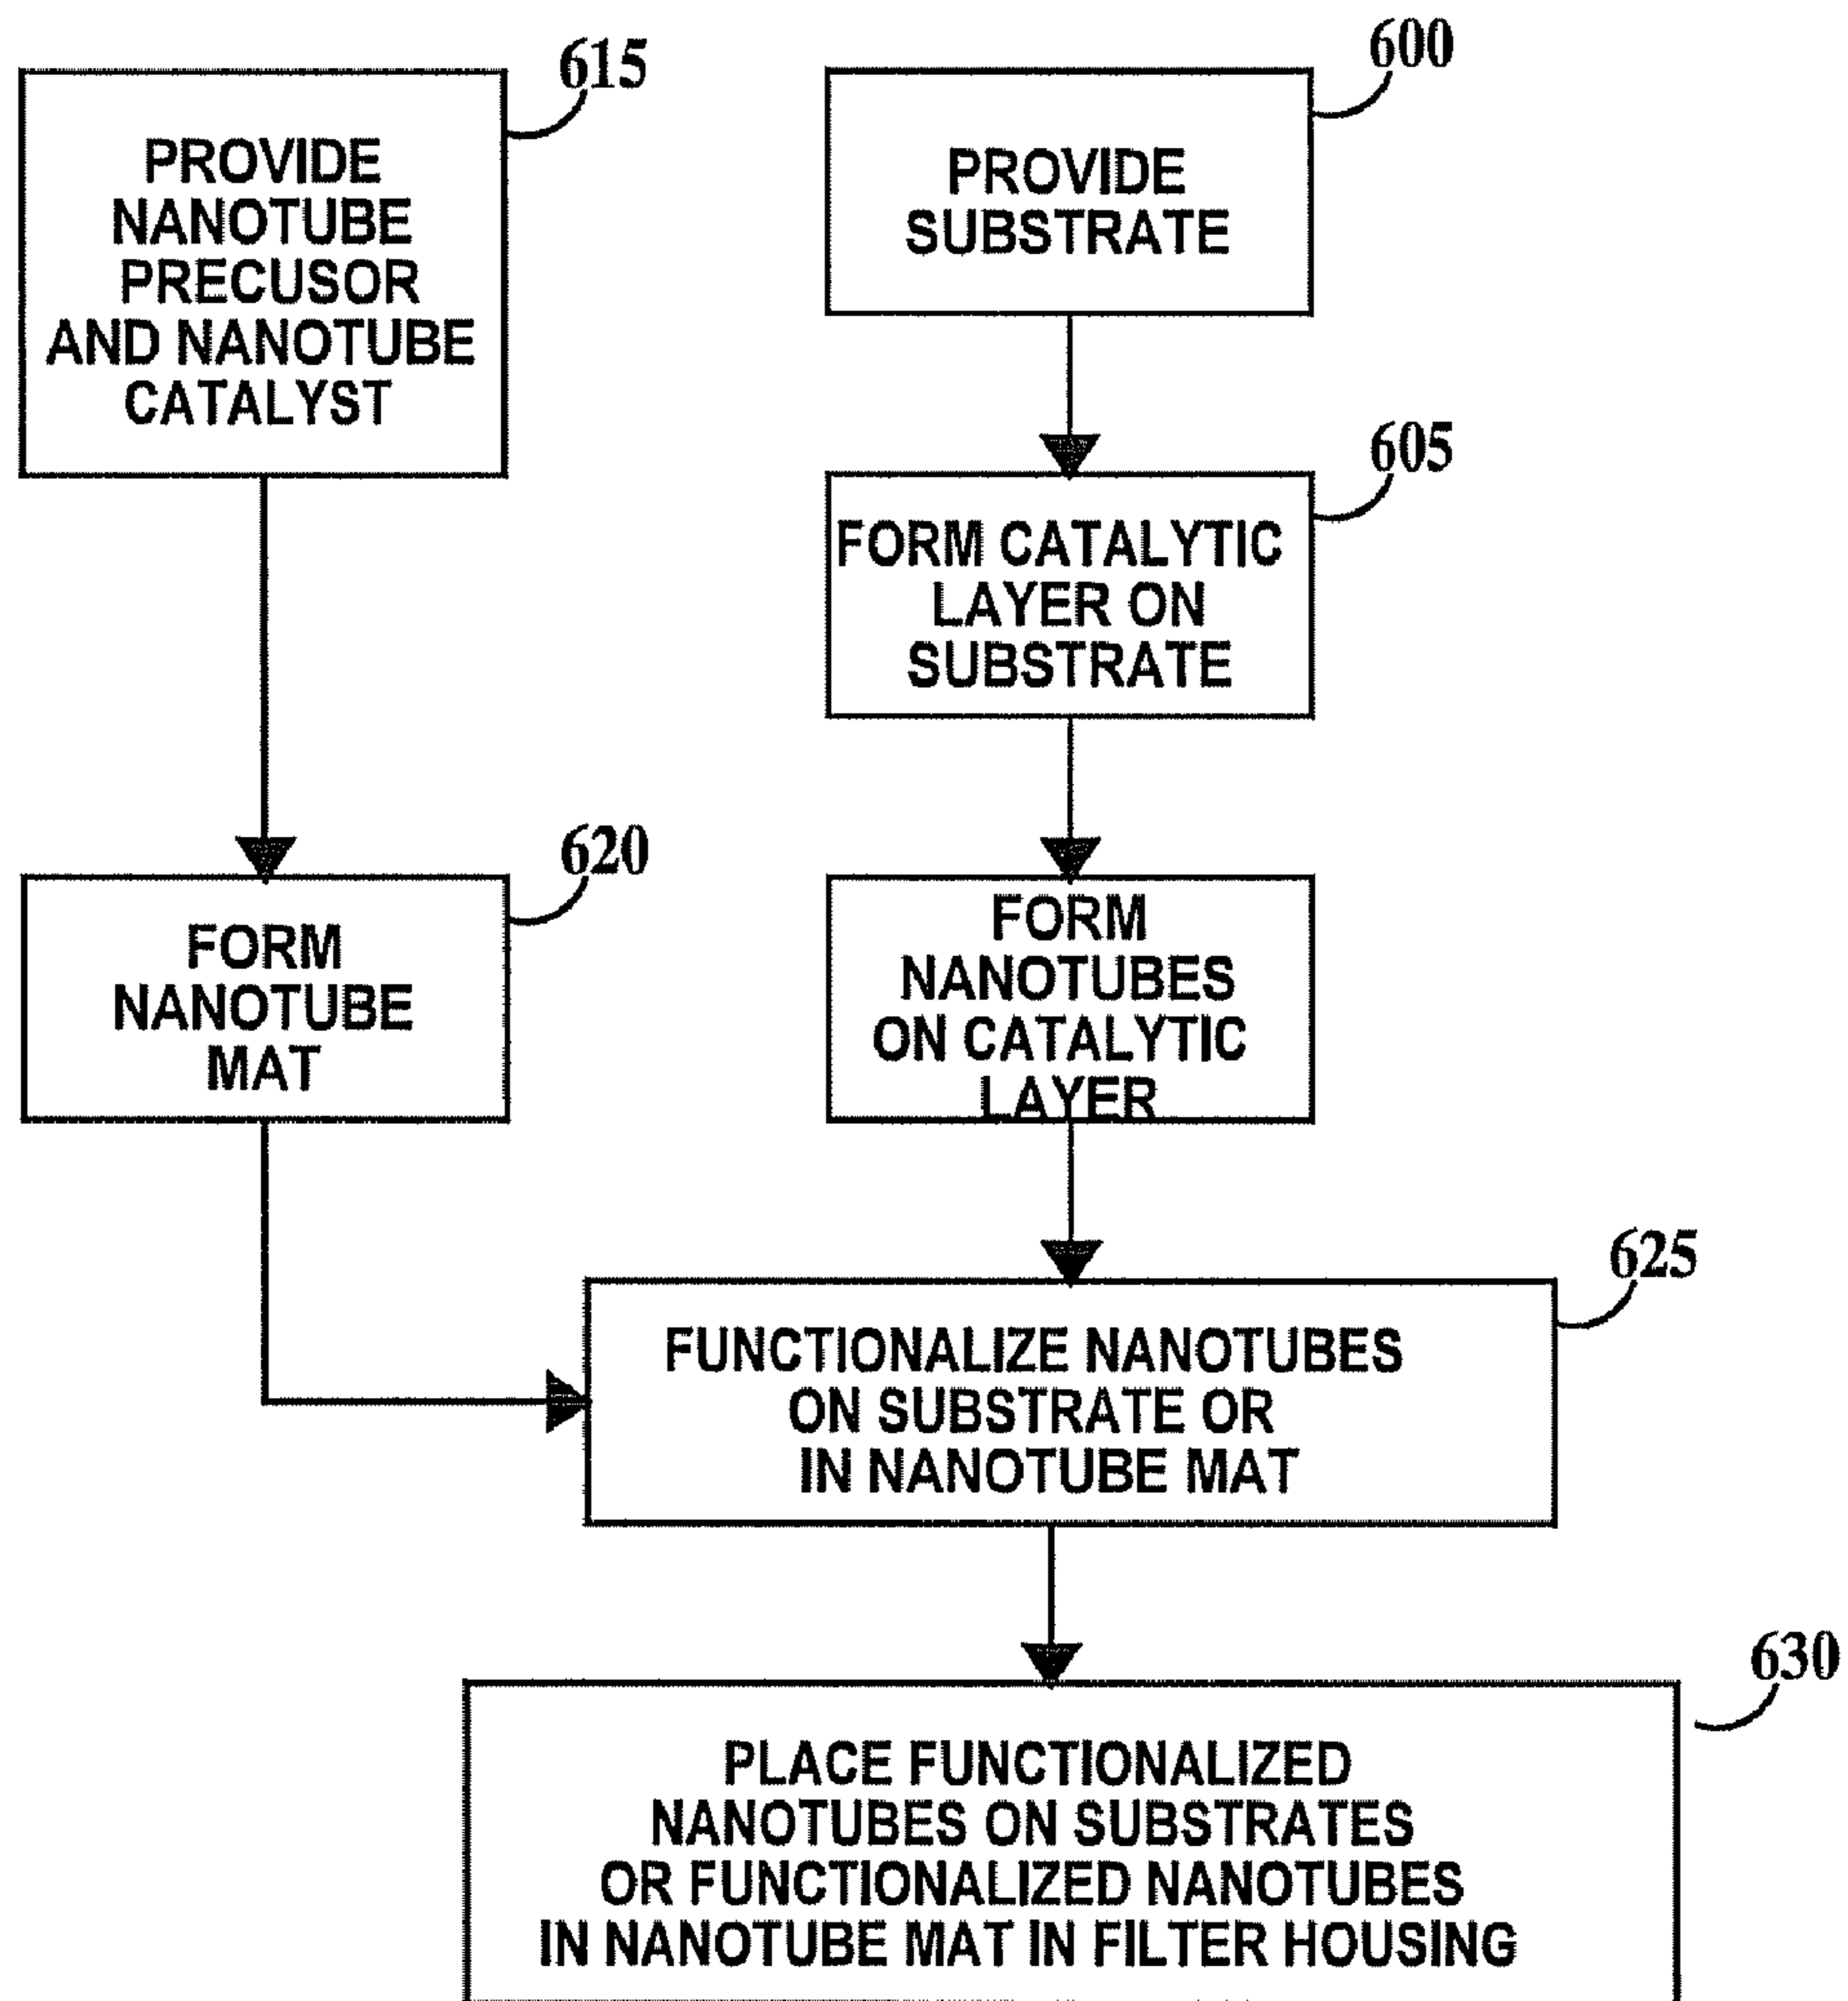 615
PROVIDE
NANOTUBE
PRECUSOR
AND NANOTUBE
CATALYST
600
PROVIDE
SUBSTRATE
605
FORM CATALYTIC
LAYER ON
SUBSTRATE
620
FORM
NANOTUBE
MAT
FORM
NANOTUBES
ON CATALYTIC
LAYER
625
FUNCTIONALIZE NANOTUBES
ON SUBSTRATE OR
IN NANOTUBE MAT
630
PLACE FUNCTIONALIZED
NANOTUBES ON SUBSTRATES
OR FUNCTIONALIZED NANOTUBES
IN NANOTUBE MAT IN FILTER HOUSING